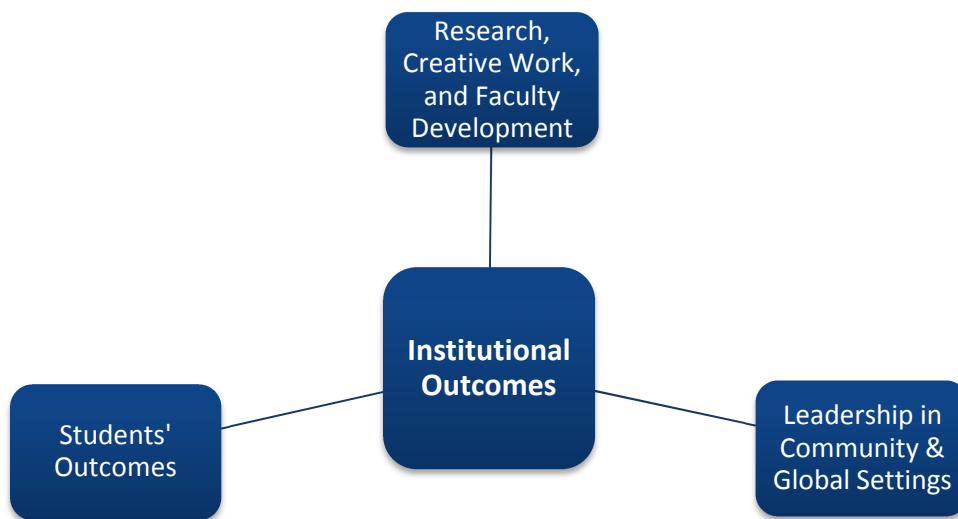 Research,
Creative Work,
and Faculty
Development
Institutional
Outcomes
Students'
Outcomes
Leadership in
Community &
Global Settings